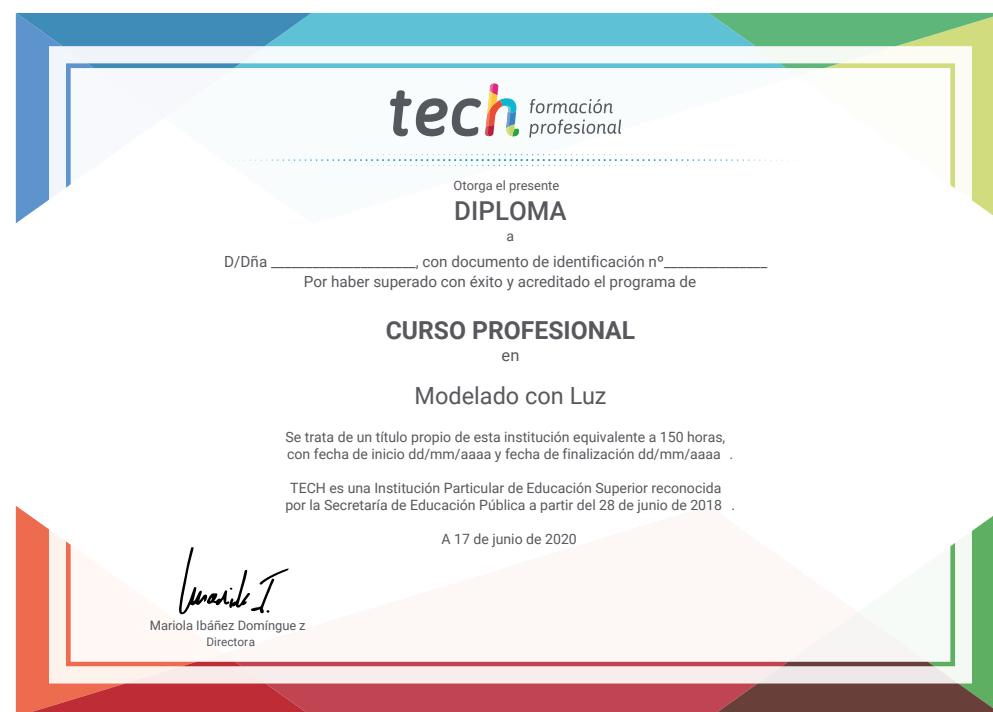 tech formación
profesional
Otorga el presente
DIPLOMA
a
D/Dña _____________________, con documento de identificación nº_______________
Por haber superado con éxito y acreditado el programa de
CURSO PROFESIONAL
en
Modelado con Luz
Se trata de un título propio de esta institución equivalente a 150 horas,
con fecha de inicio dd/mm/aaaa y fecha de finalización dd/mm/aaaa .
TECH es una Institución Particular de Educación Superior reconocida
por la Secretaría de Educación Pública a partir del 28 de junio de 2018 .
A 17 de junio de 2020
Mariola Ibáñez Domíngue z
Directora